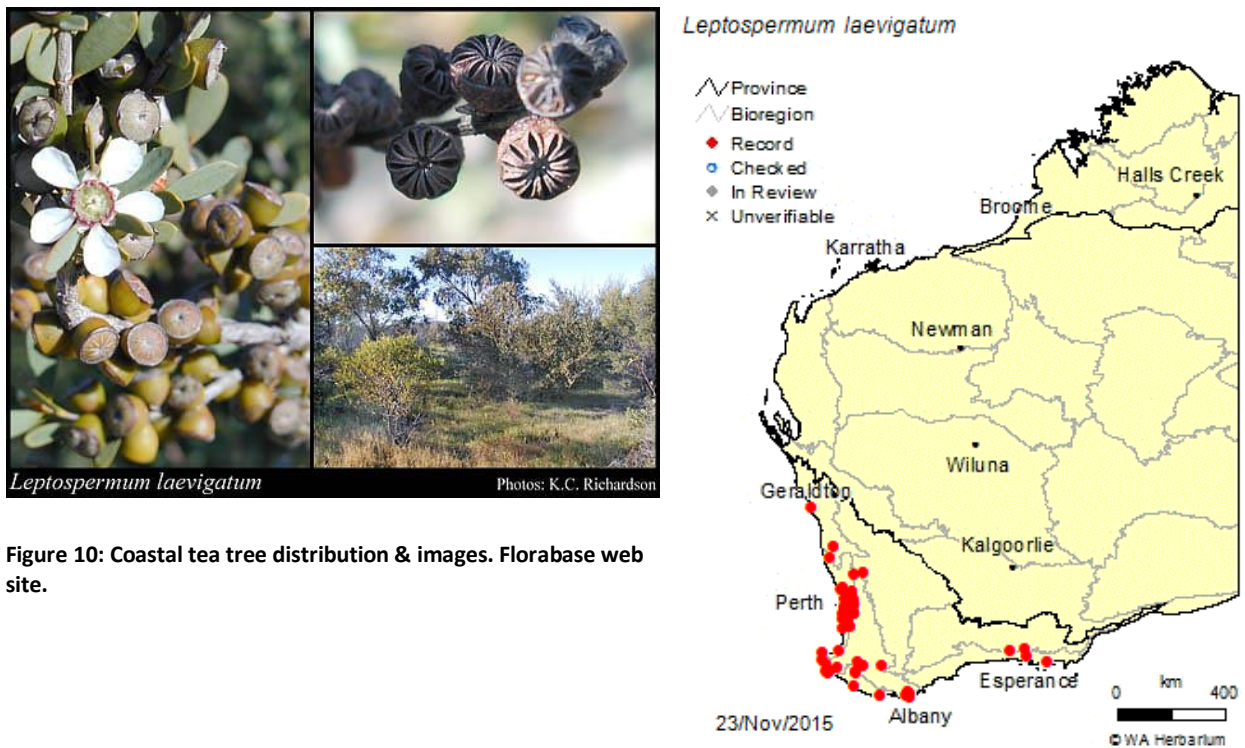 Leptospermum laevigatum
Photos: K.C. Richardson
Figure 10: Coastal tea tree distribution & images. Florabase web
site.
Leptospermum laevigatum
Province
Bioregion
Record
Checked
In Review
Unverifiable
Halls Creek
Broome
Karratha
Newman
Wiluna
Geraldton
Kalgoorlie
Perth
Esperance
Albany
0 km 400
23/Nov/2015
© WA Herbarium